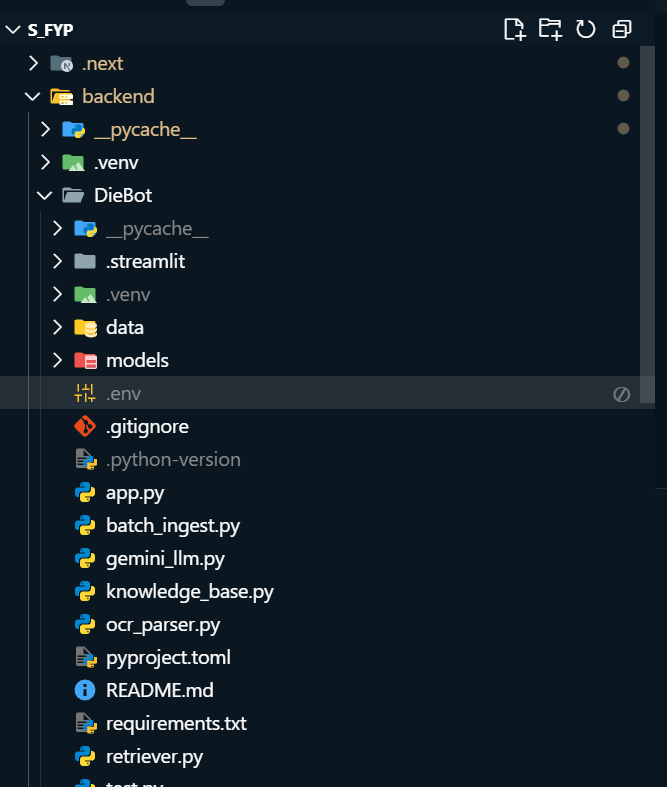 S_FYP
.next
backend
__pycache__
.venv
DieBot
__pycache__
.streamlit
.venv
data
models
.env
.gitignore
.python-version
app.py
batch_ingest.py
gemini_llm.py
knowledge_base.py
ocr_parser.py
pyproject.toml
README.md
requirements.txt
retriever.py